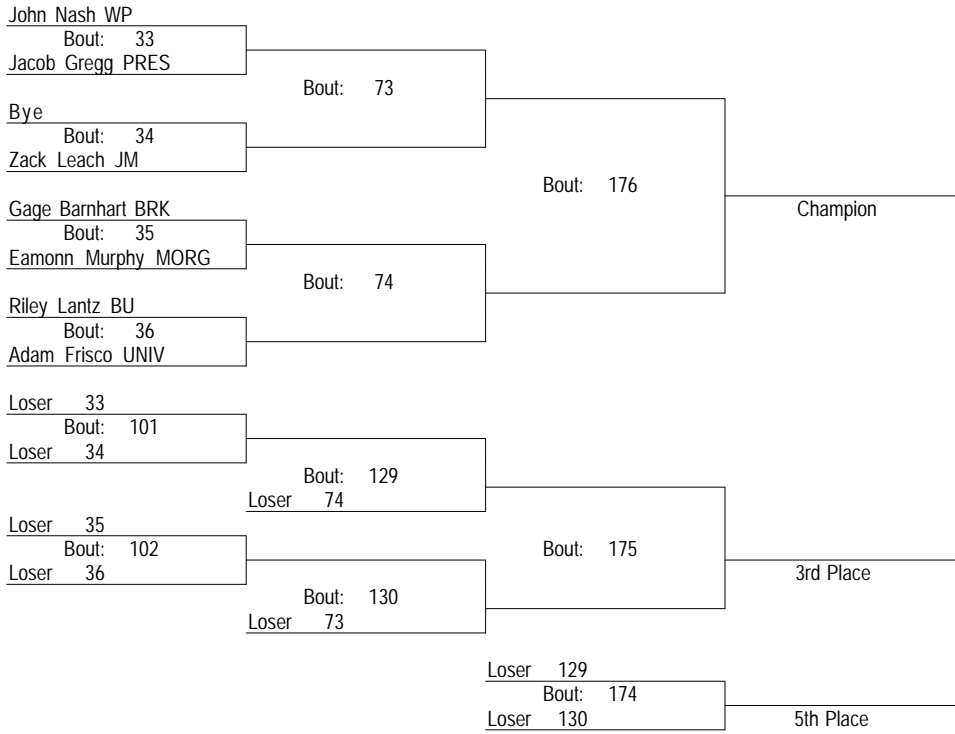 John Nash WP
Bout: 33
Jacob Gregg PRES
Bout: 73
Bye
Bout: 34
Zack Leach JM
Bout: 176
Gage Barnhart BRK
Champion
Bout: 35
Eamonn Murphy MORG
Bout: 74
Riley Lantz BU
Bout: 36
Adam Frisco UNIV
Loser 33
Bout: 101
Loser 34
Bout: 129
Loser 74
Loser 35
Bout: 102
Bout: 175
Loser 36
3rd Place
Bout: 130
Loser 73
Loser 129
Bout: 174
Loser 130
5th Place